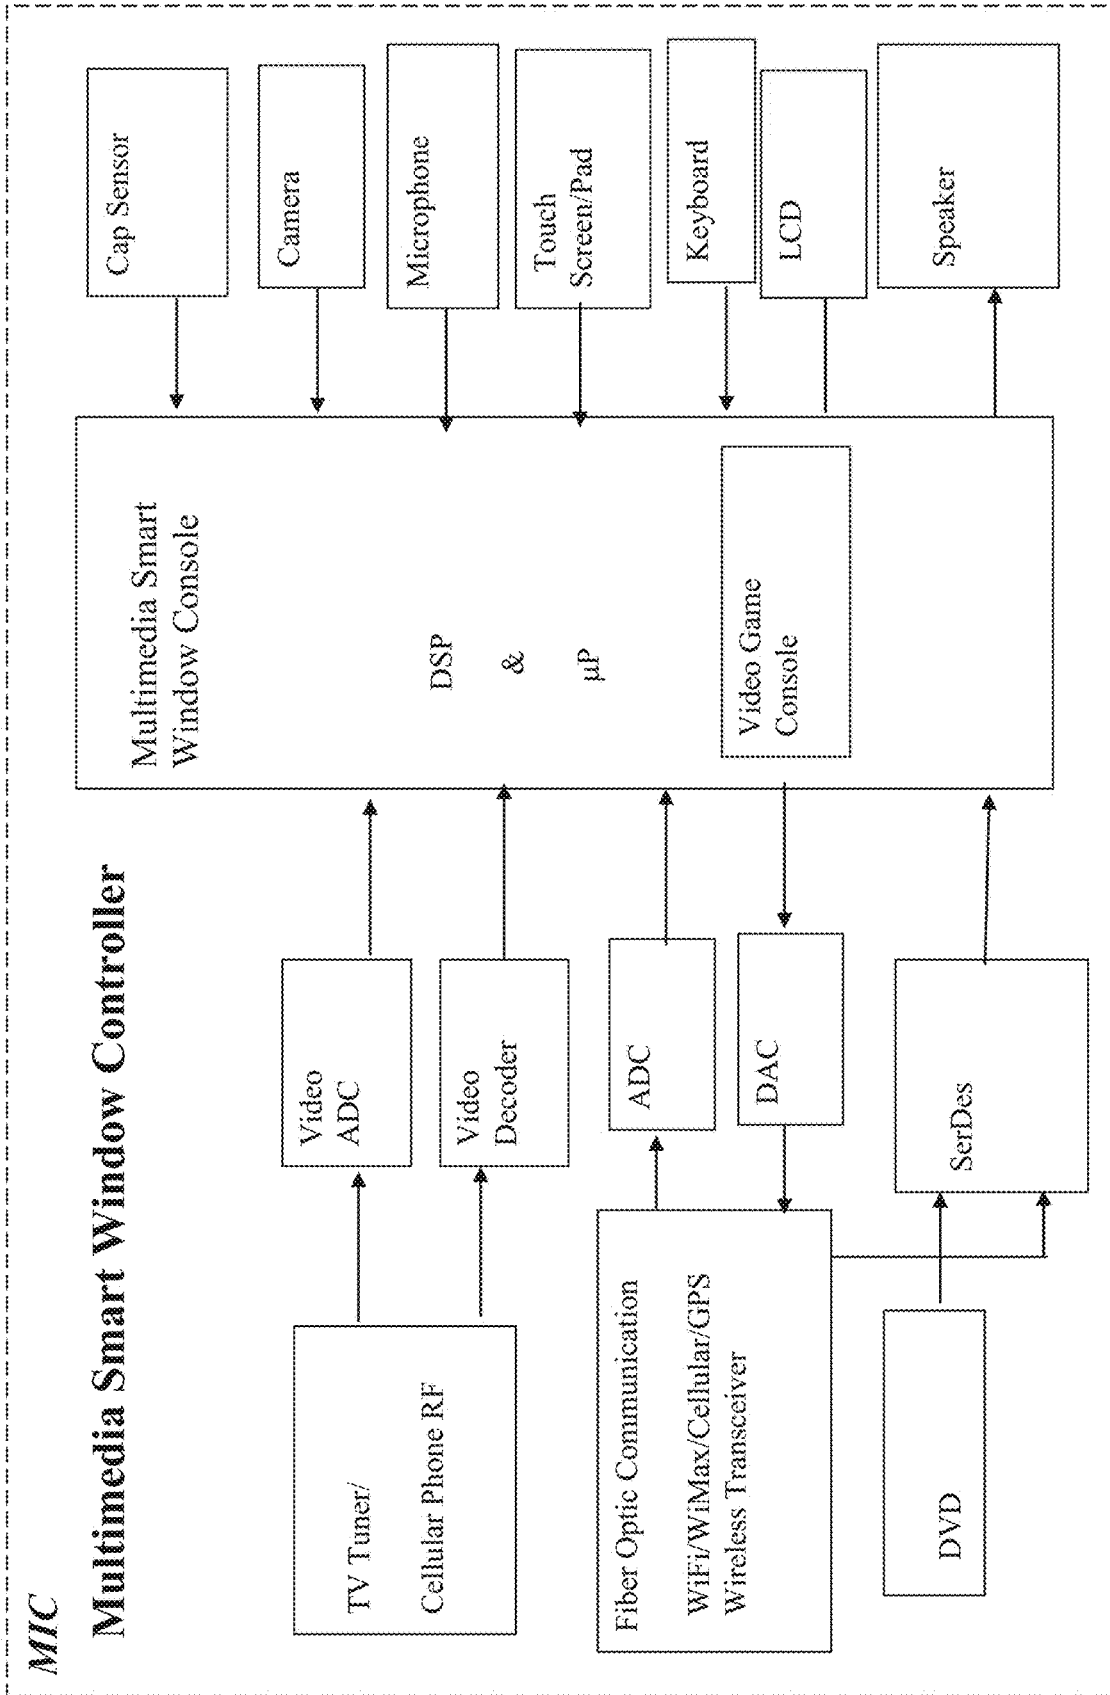 MIC
Multimedia Smart Window Controller
TV Tuner/
Cellular Phone RF
Video
ADC
Video
Decoder
Fiber Optic Communication
WiFi/WiMax/Cellular/GPS
Wireless Transceiver
ADC
DAC
DVD
SerDes
Multimedia Smart
Window Console
DSP
&
µP
Video Game
Console
Cap Sensor
Camera
Microphone
Touch
Screen/Pad
Keyboard
LCD
Speaker